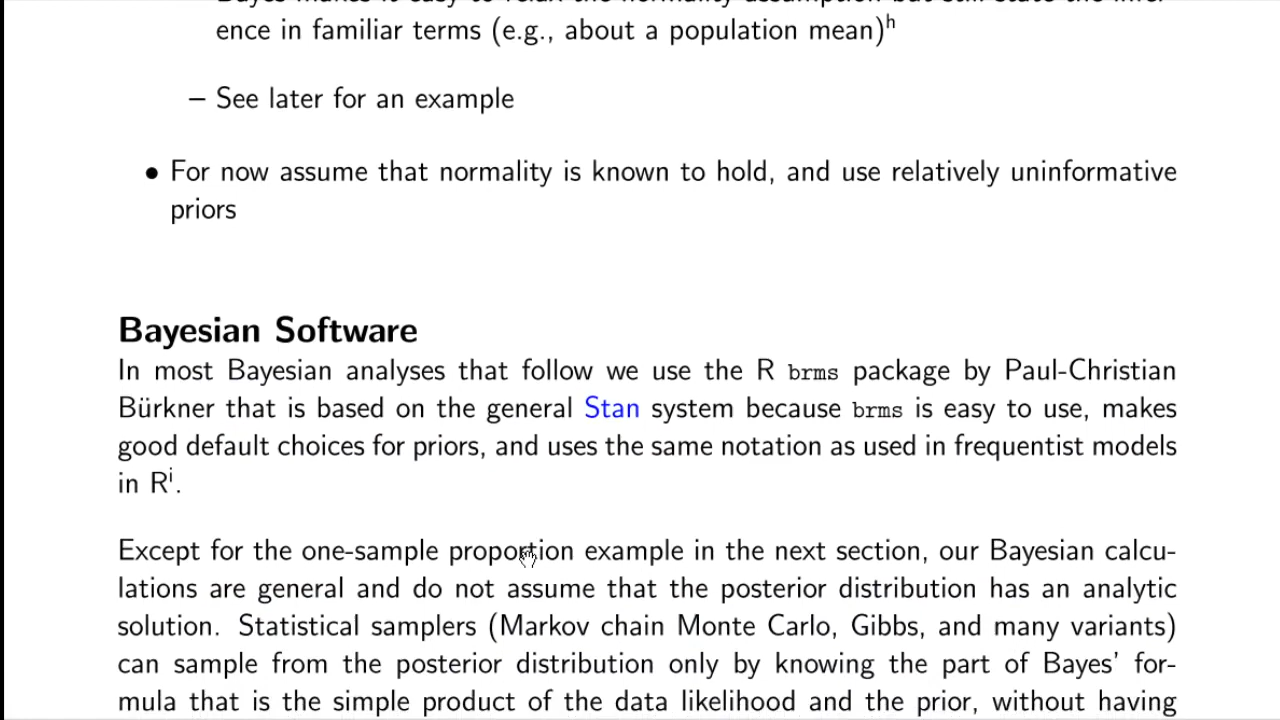 ence in familiar terms (e.g., about a population mean)h
– See later for an example
• For now assume that normality is known to hold, and use relatively uninformative
priors
Bayesian Software
In most Bayesian analyses that follow we use the R brms package by Paul-Christian
Bürkner that is based on the general Stan system because brms is easy to use, makes
good default choices for priors, and uses the same notation as used in frequentist models
in Ri.
Except for the one-sample proportion example in the next section, our Bayesian calcu-
lations are general and do not assume that the posterior distribution has an analytic
solution. Statistical samplers (Markov chain Monte Carlo, Gibbs, and many variants)
can sample from the posterior distribution only by knowing the part of Bayes' for-
mula that is the simple product of the data likelihood and the prior, without having